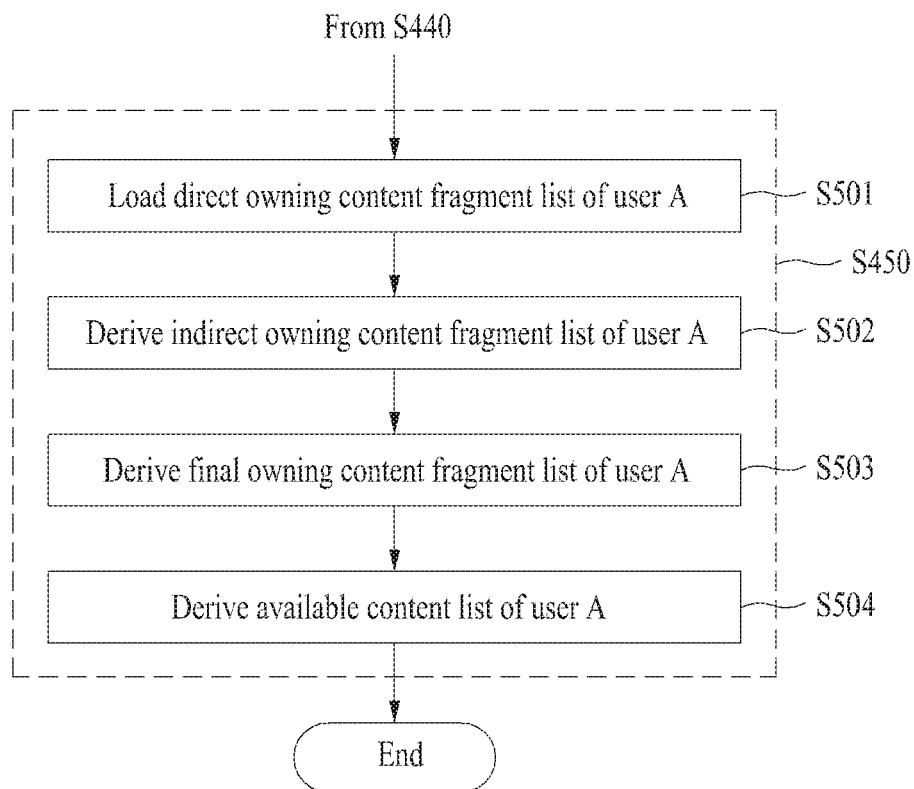 From S440
Load direct owning content fragment list of user A
S501
S450
Derive indirect owning content fragment list of user A
S502
Derive final owning content fragment list of user A
S503
Derive available content list of user A
S504
End